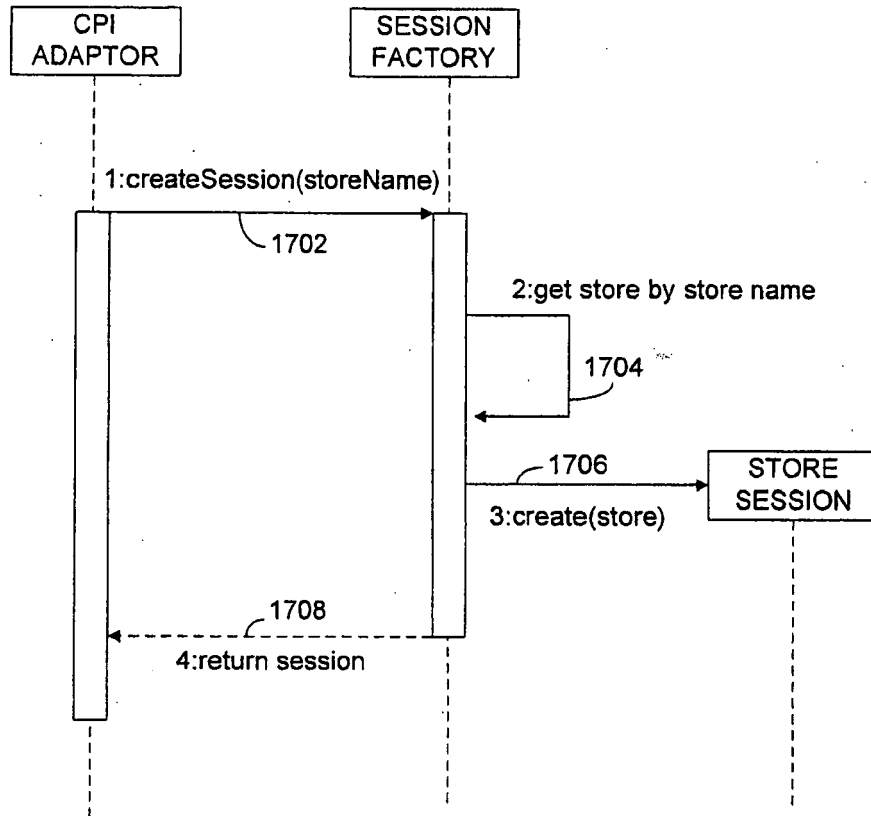 CPI
ADAPTOR
SESSION
FACTORY
1:createSession(storeName)
1702
2:get store by store name
1704
1706
STORE
SESSION
3:create(store)
1708
4:return session